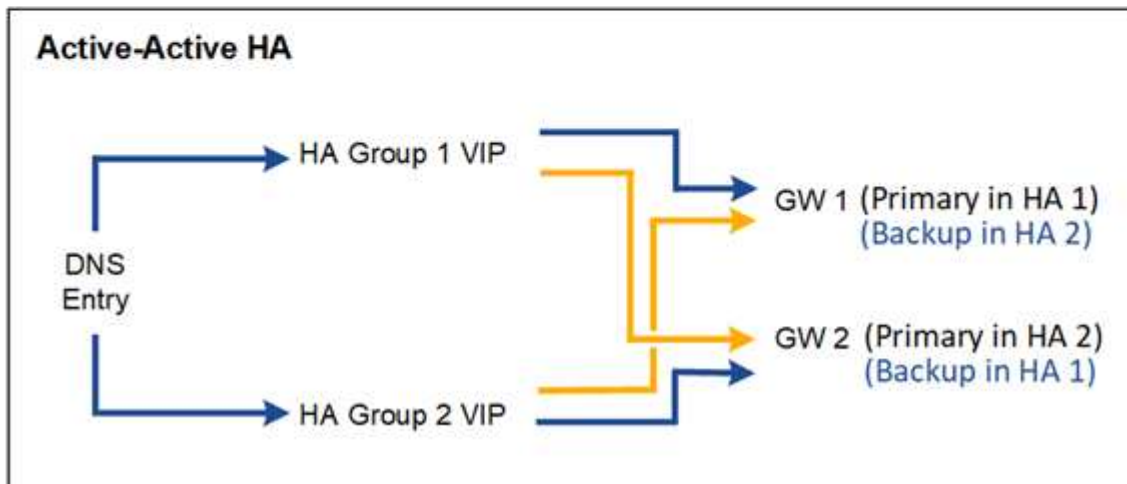 Active-Active HA
HA Group 1 VIP
GW 1 (Primary in HA 1)
(Backup in HA 2)
DNS
Entry
GW 2 (Primary in HA 2)
(Backup in HA 1)
HA Group 2 VIP